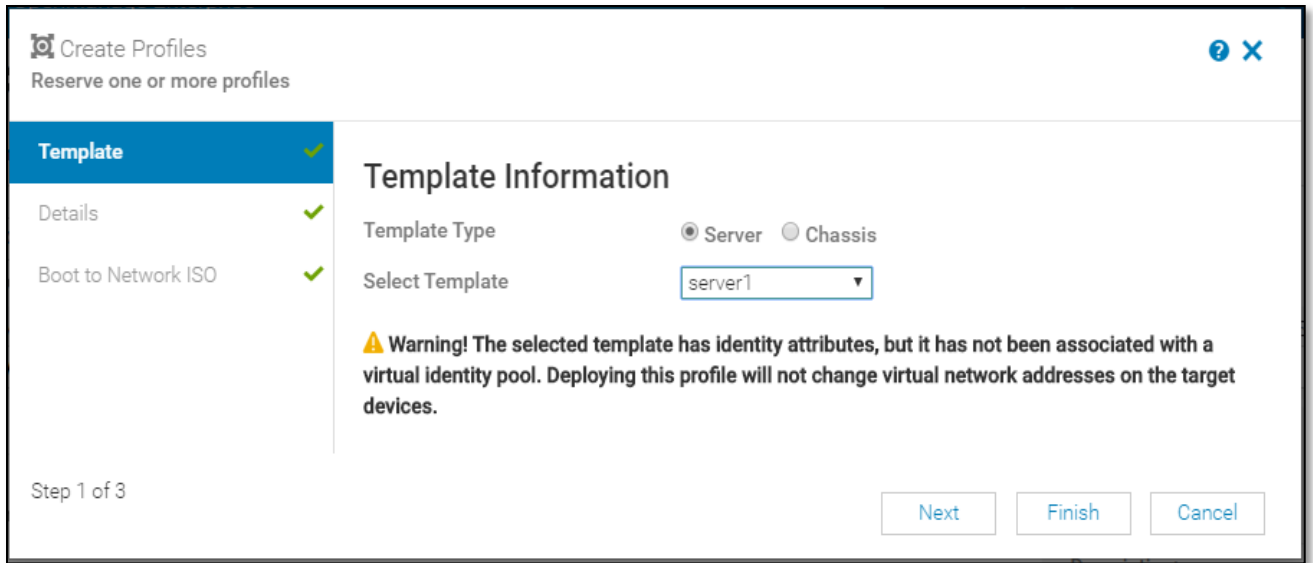 Create Profiles
Reserve one or more profiles
Template
Details
Boot to Network ISO
Template Information
Template Type
Server Chassis
Select Template
server1
Warning! The selected template has identity attributes, but it has not been associated with a
virtual identity pool. Deploying this profile will not change virtual network addresses on the target
devices.
Step 1 of 3
Next Finish Cancel